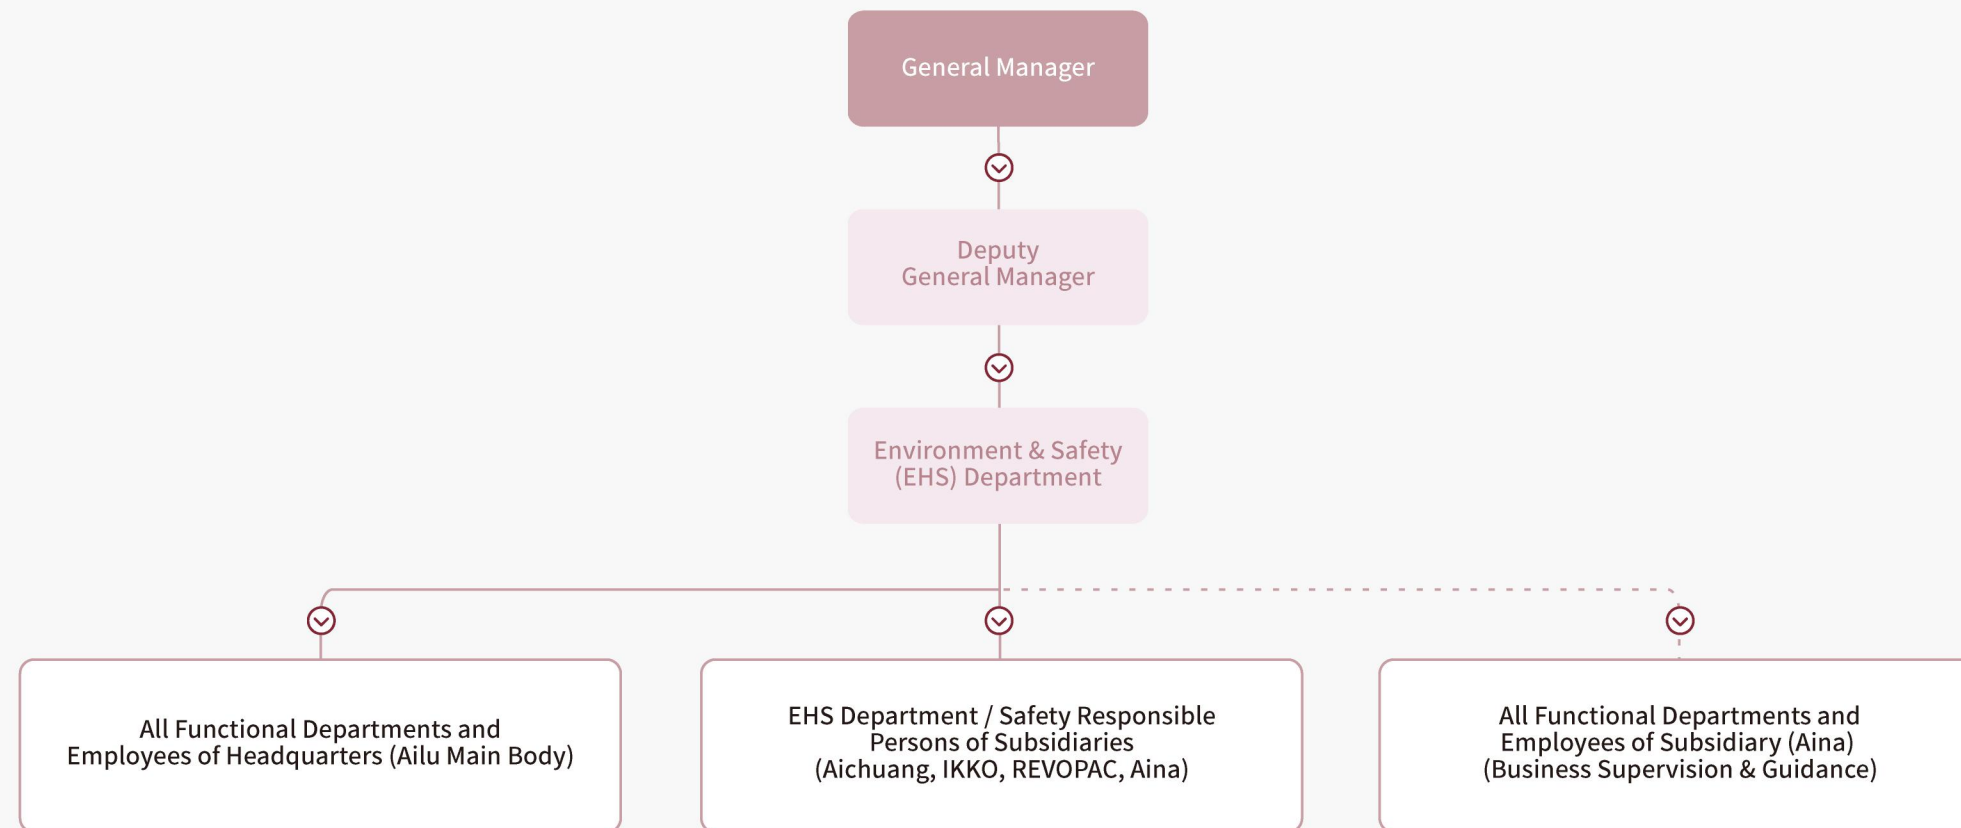 General Manager
Deputy
General Manager
Environment & Safety
(EHS) Department
All Functional Departments and
Employees of Headquarters (Ailu Main Body)
EHS Department / Safety Responsible
Persons of Subsidiaries
(Aichuang, IKKO, REVOPAC, Aina)
All Functional Departments and
Employees of Subsidiary (Aina)
(Business Supervision & Guidance)